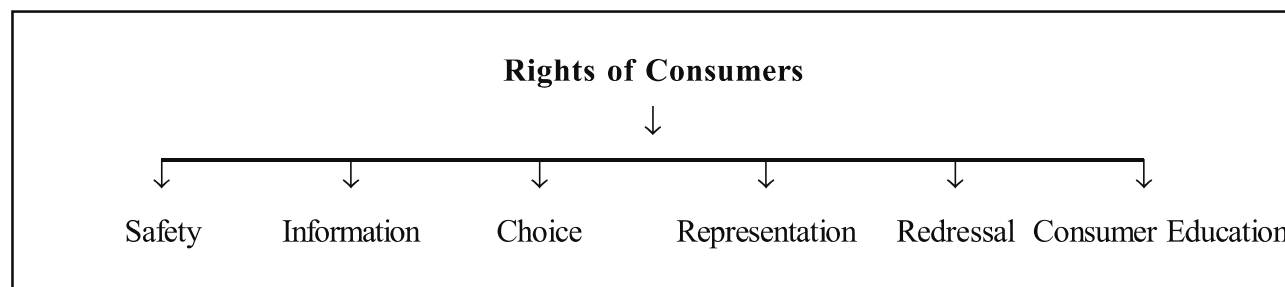 Rights of Consumers
Safety Information Choice Representation Redressal Consumer Education